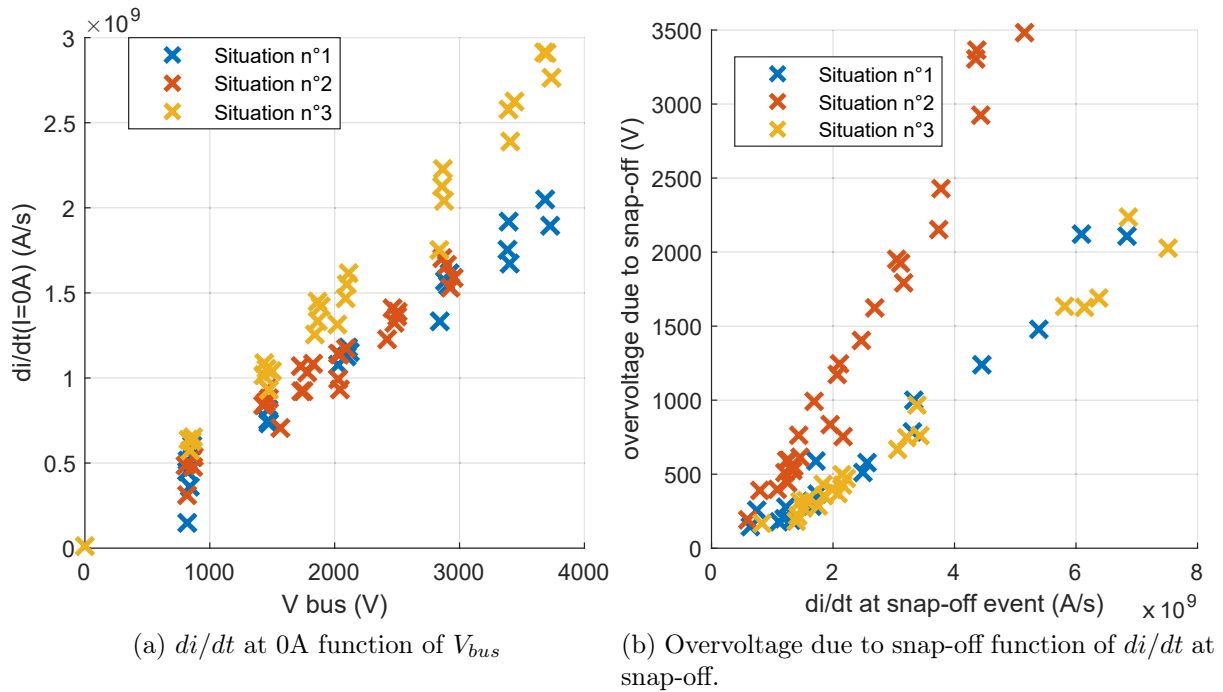 ×10^9
3
2.5
2
1.5
1
0.5
0
di/dt(I=0A) (A/s)
Situation n°1
Situation n°2
Situation n°3
0 1000 2000 3000 4000
V bus (V)
(a) di/dt at 0A function of V_bus
3500
3000
2500
2000
1500
1000
500
0
overvoltage due to snap-off (V)
Situation n°1
Situation n°2
Situation n°3
0 2 4 6 8
di/dt at snap-off event (A/s) × 10^9
(b) Overvoltage due to snap-off function of di/dt at
snap-off.